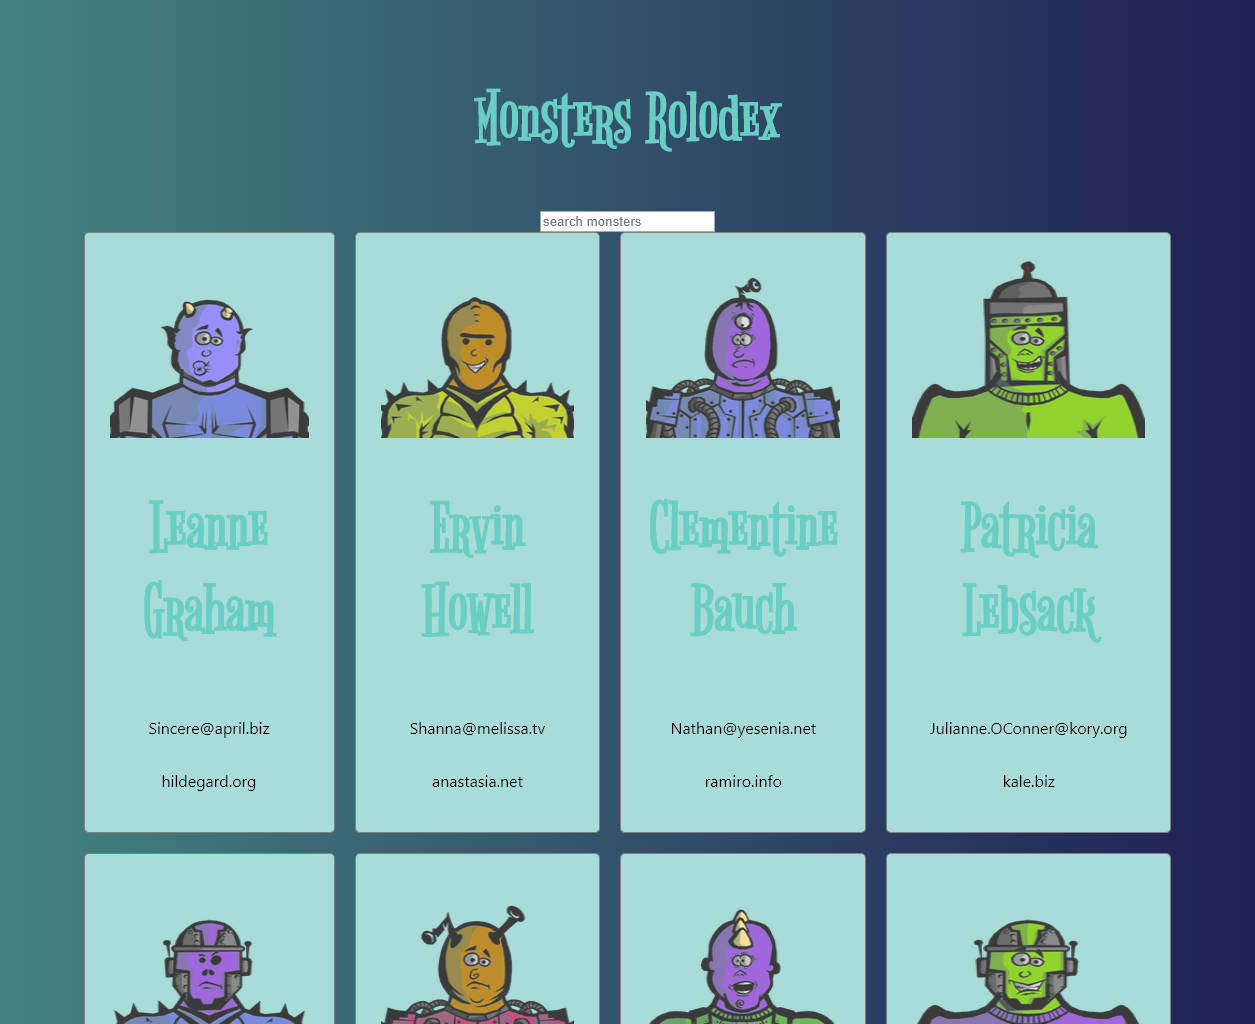 Monsters Rolodex
search monsters
Leanne
Graham
Sincere@april.biz
hildegard.org
Ervin
Howell
Shanna@melissa.tv
anastasia.net
Clementine
Bauch
Nathan@yesenia.net
ramiro.info
Patricia
Lebsack
Julianne.OConner@kory.org
kale.biz